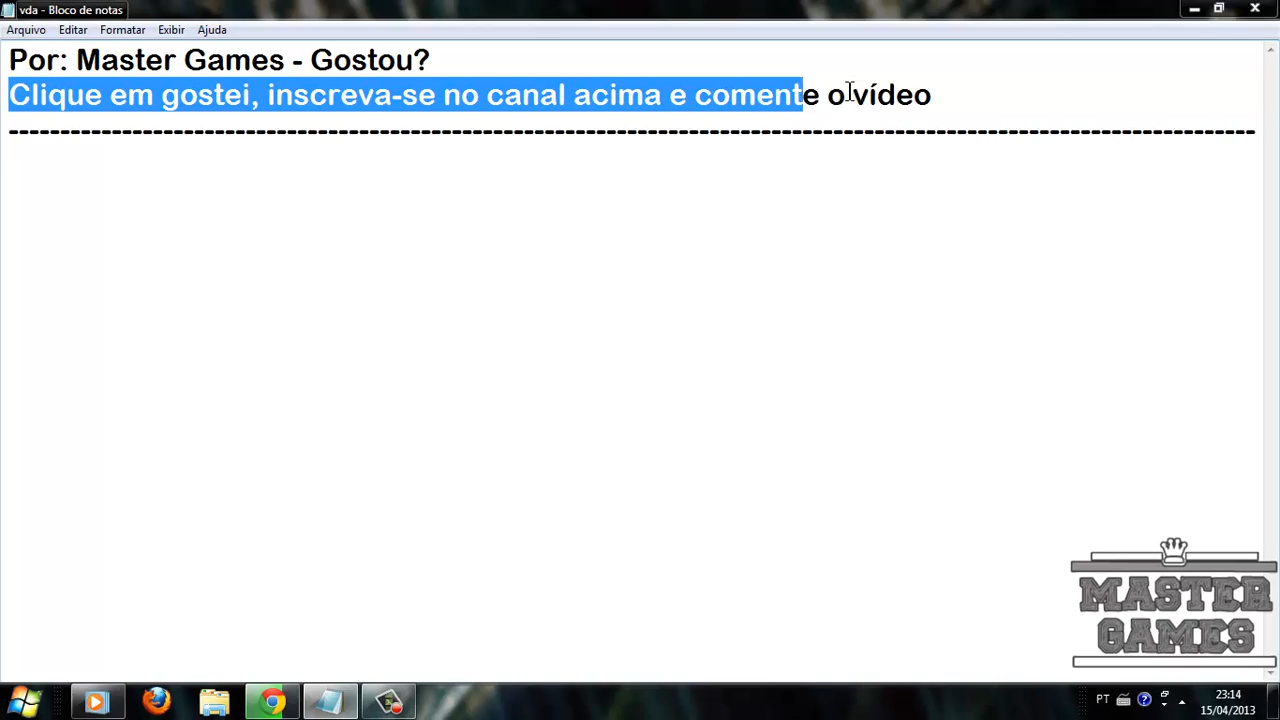 vda - Bloco de notas
Arquivo Editar Formatar Exibir Ajuda
Por: Master Games - Gostou?
Clique em gostei, inscreva-se no canal acima e comente o vídeo
------------------------------------------------------------------------------------------------------------------------
MASTER
GAMES
PT
23:14
15/04/2013